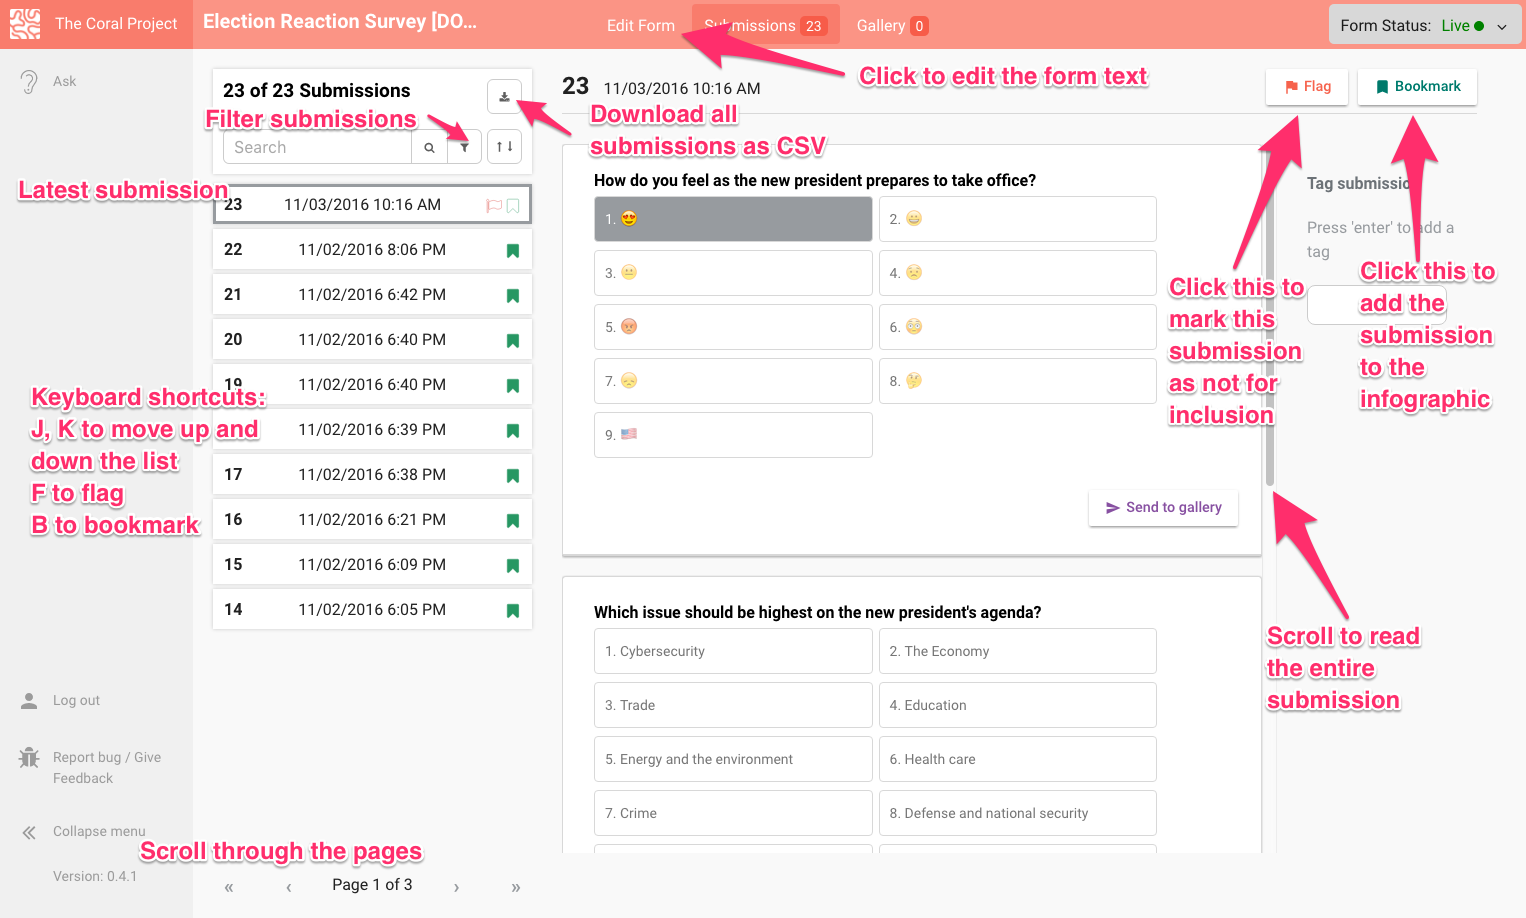 The Coral Project
Election Reaction Survey [DO...
Edit Form
Submissions 23
Gallery 0
Form Status: Live
Ask
23 of 23 Submissions
Filter submissions
Search
Download all
submissions as CSV
Click to edit the form text
23 11/03/2016 10:16 AM
Flag
Bookmark
Latest submission
23 11/03/2016 10:16 AM
22 11/02/2016 8:06 PM
21 11/02/2016 6:42 PM
20 11/02/2016 6:40 PM
19 11/02/2016 6:40 PM
11/02/2016 6:39 PM
17 11/02/2016 6:38 PM
16 11/02/2016 6:21 PM
15 11/02/2016 6:09 PM
14 11/02/2016 6:05 PM
Keyboard shortcuts:
J, K to move up and
down the list
F to flag
B to bookmark
How do you feel as the new president prepares to take office?
1. 😍
2. 😀
3. 😐
4. 😟
5. 😡
6. 😳
7. 😞
8. 🤔
9. 🇺🇸
Send to gallery
Which issue should be highest on the new president's agenda?
1. Cybersecurity
2. The Economy
3. Trade
4. Education
5. Energy and the environment
6. Health care
7. Crime
8. Defense and national security
Tag submissio
Press 'enter' to add a
tag
Click this to
mark this
submission
as not for
inclusion
Click this to
add the
submission
to the
infographic
Scroll to read
the entire
submission
Log out
Report bug / Give
Feedback
Collapse menu
Version: 0.4.1
Scroll through the pages
« ‹ Page 1 of 3 › »